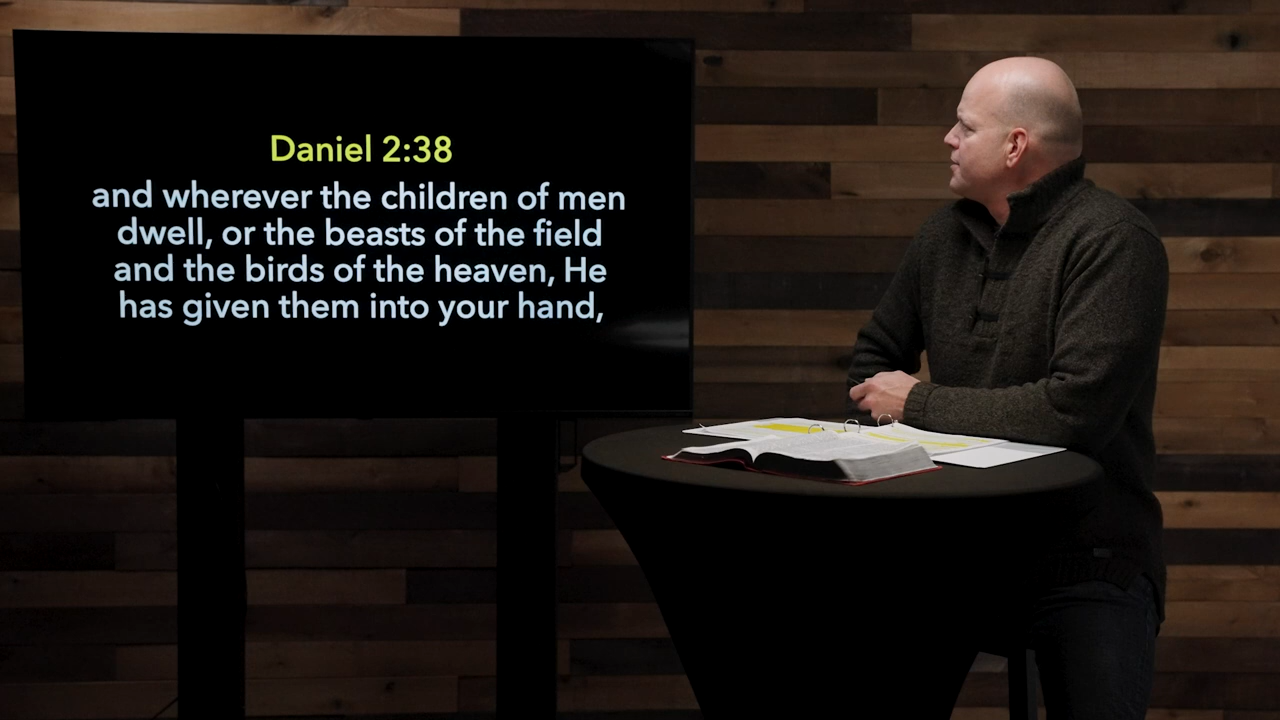 Daniel 2:38
and wherever the children of men
dwell, or the beasts of the field
and the birds of the heaven, He
has given them into your hand,